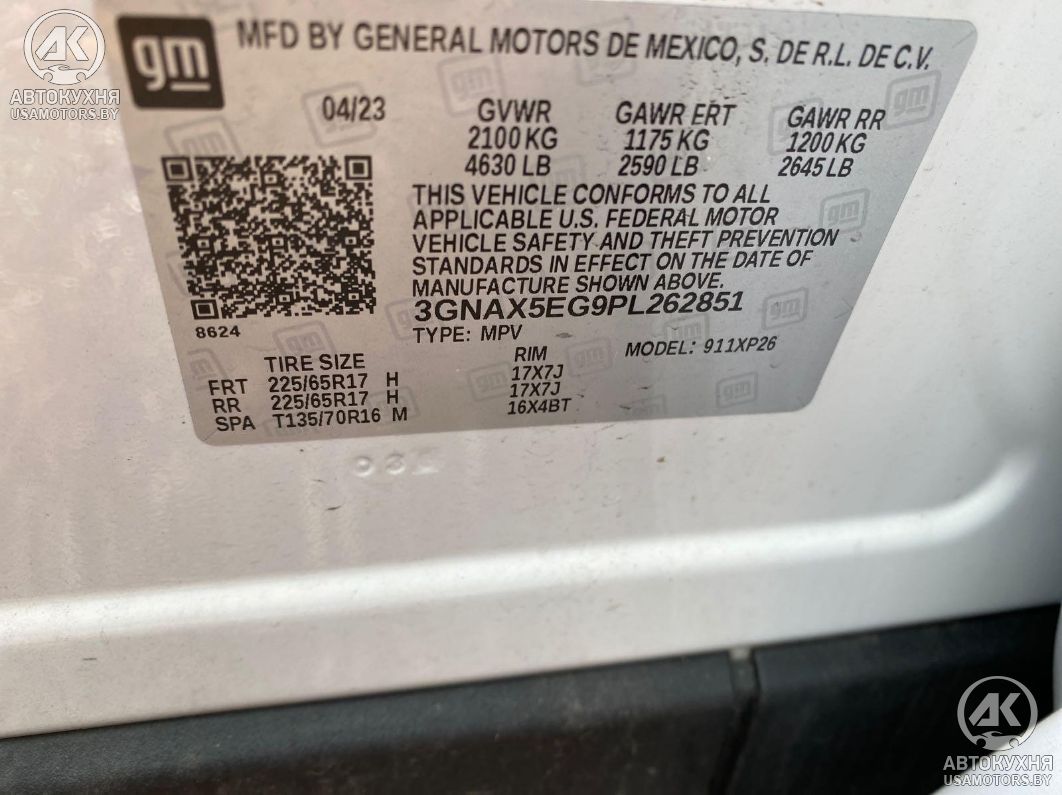 AK
АВТОКУХНЯ
USAMOTORS.BY
gm
MFD BY GENERAL MOTORS DE MEXICO, S. DE R.L. DE C.V.
04/23 GVWR GAWR FRT GAWR RR
2100 KG 1175 KG 1200 KG
4630 LB 2590 LB 2645 LB
THIS VEHICLE CONFORMS TO ALL
APPLICABLE U.S. FEDERAL MOTOR
VEHICLE SAFETY AND THEFT PREVENTION
STANDARDS IN EFFECT ON THE DATE OF
MANUFACTURE SHOWN ABOVE.
3GNAX5EG9PL262851
8624
TYPE: MPV MODEL: 911XP26
TIRE SIZE RIM
FRT 225/65R17 H 17X7J
RR 225/65R17 H 17X7J
SPA T135/70R16 M 16X4BT
AK
АВТОКУХНЯ
USAMOTORS.BY